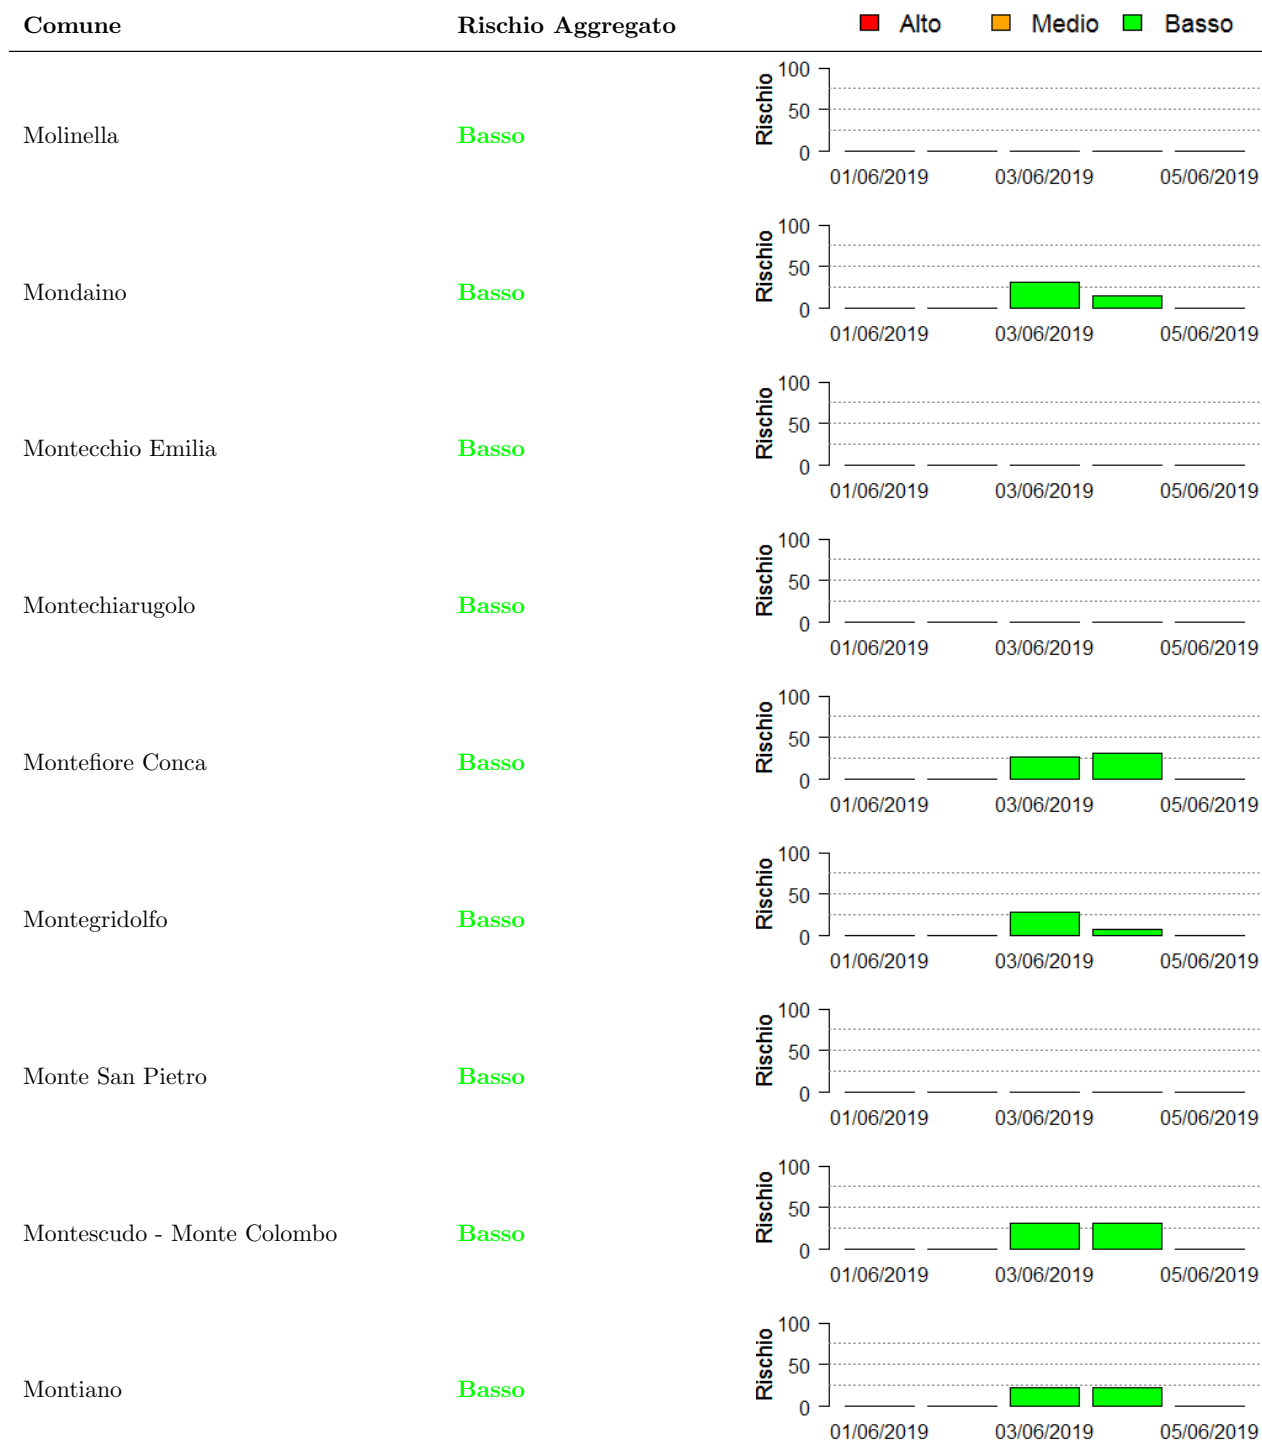 Comune Rischio Aggregato Alto Medio Basso
Molinella Basso
Rischio
100
50
0
01/06/2019 03/06/2019 05/06/2019
Mondaino Basso
Rischio
100
50
0
01/06/2019 03/06/2019 05/06/2019
Montecchio Emilia Basso
Rischio
100
50
0
01/06/2019 03/06/2019 05/06/2019
Montechiarugolo Basso
Rischio
100
50
0
01/06/2019 03/06/2019 05/06/2019
Montefiore Conca Basso
Rischio
100
50
0
01/06/2019 03/06/2019 05/06/2019
Montegridolfo Basso
Rischio
100
50
0
01/06/2019 03/06/2019 05/06/2019
Monte San Pietro Basso
Rischio
100
50
0
01/06/2019 03/06/2019 05/06/2019
Montescudo - Monte Colombo Basso
Rischio
100
50
0
01/06/2019 03/06/2019 05/06/2019
Montiano Basso
Rischio
100
50
0
01/06/2019 03/06/2019 05/06/2019